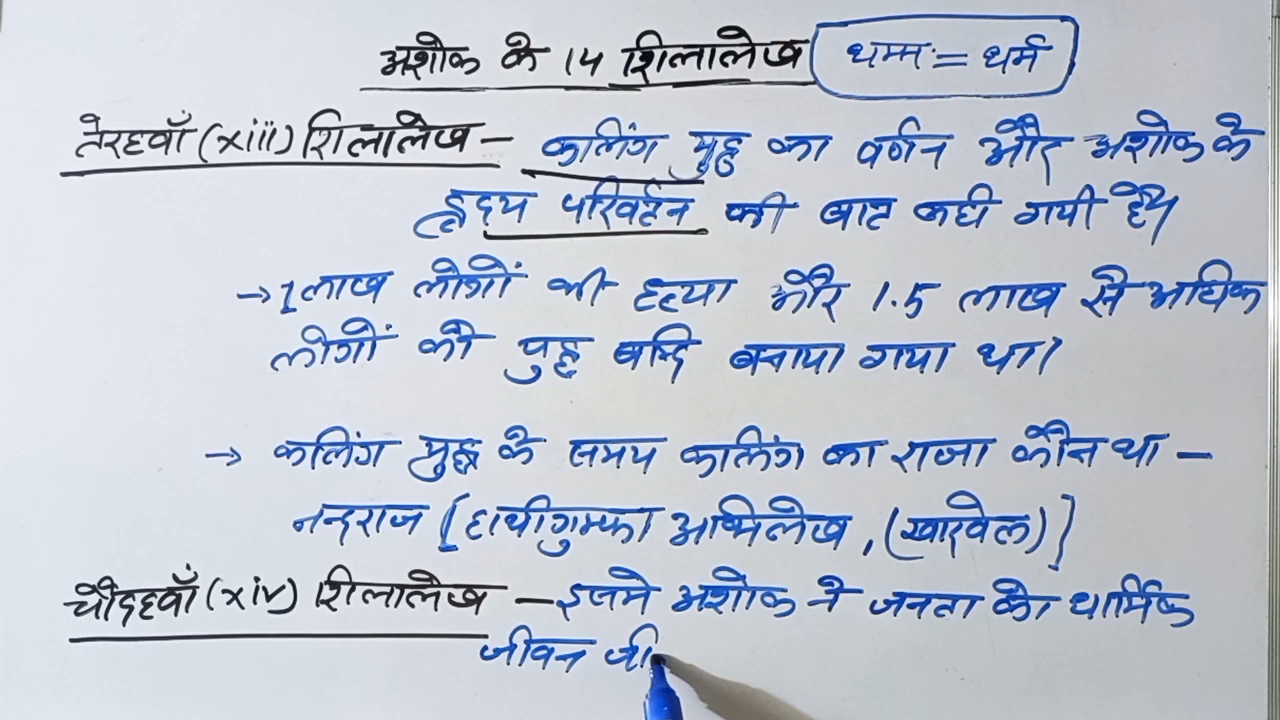 अशोक के 14 शिलालेख धम्म = धर्म
तेरहवाँ (xiii) शिलालेख - कलिंग युद्ध का वर्णन और अशोक के
हृदय परिवर्तन की बात कही गयी है।
→ 1 लाख लोगों की हत्या और 1.5 लाख से अधिक
लोगों को युद्ध बन्दि बनाया गया था।
→ कलिंग युद्ध के समय कलिंग का राजा कौन था -
नन्दराज [हाथीगुम्फा अभिलेख, (खारवेल)]
चौदहवाँ (xiv) शिलालेख - इसमे अशोक ने जनता को धार्मिक
जीवन जी